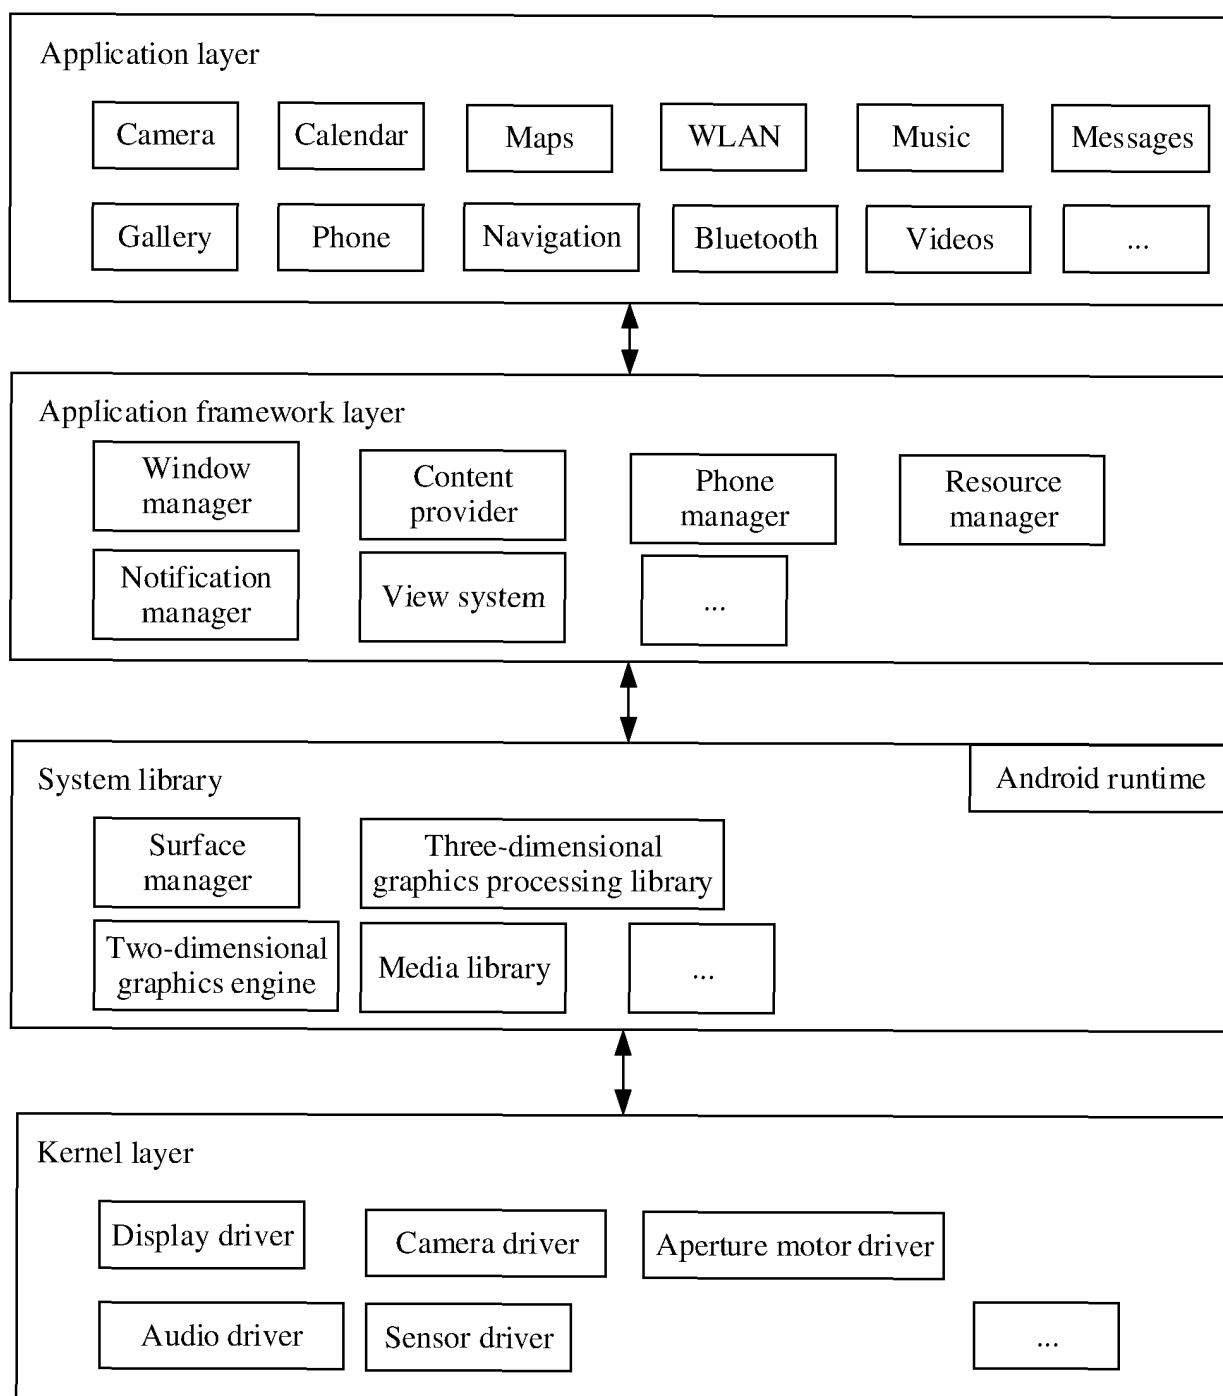 Application layer
Camera
Calendar
Maps
WLAN
Music
Messages
Gallery
Phone
Navigation
Bluetooth
Videos
...
Application framework layer
Window
manager
Content
provider
Phone
manager
Resource
manager
Notification
manager
View system
...
System library
Android runtime
Surface
manager
Three-dimensional
graphics processing library
Two-dimensional
graphics engine
Media library
...
Kernel layer
Display driver
Camera driver
Aperture motor driver
Audio driver
Sensor driver
...